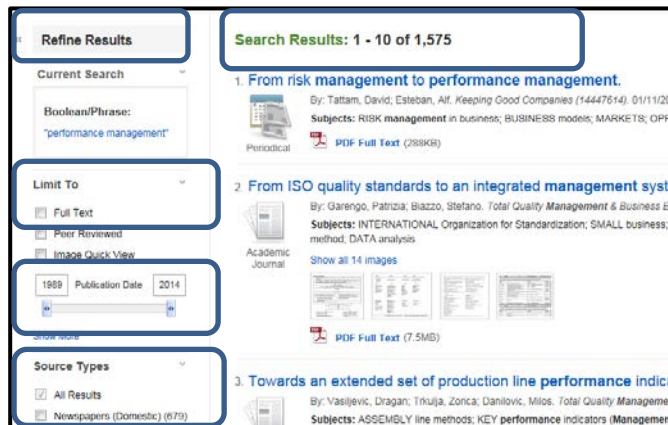 Refine Results
Current Search
Boolean/Phrase:
"performance management"
Limit To
Full Text
Peer Reviewed
Image Quick View
1989 Publication Date 2014
Show More
Source Types
All Results
Newspapers (Domestic) (679)
Search Results: 1 - 10 of 1,575
1. From risk management to performance management.
By: Tattam, David; Esteban, Alf. Keeping Good Companies (14447614). 01/11/20
Subjects: RISK management in business; BUSINESS models; MARKETS; OPP
Periodical
PDF Full Text (288KB)
2. From ISO quality standards to an integrated management syst
By: Garengo, Patrizia; Biazzo, Stefano. Total Quality Management & Business E
Subjects: INTERNATIONAL Organization for Standardization; SMALL business;
method; DATA analysis
Academic
Journal
Show all 14 images
PDF Full Text (7.5MB)
3. Towards an extended set of production line performance indica
By: Vasiljevic, Dragan; Trkulja, Zorica; Danilovic, Milos. Total Quality Manageme
Subjects: ASSEMBLY line methods; KEY performance indicators (Managemen